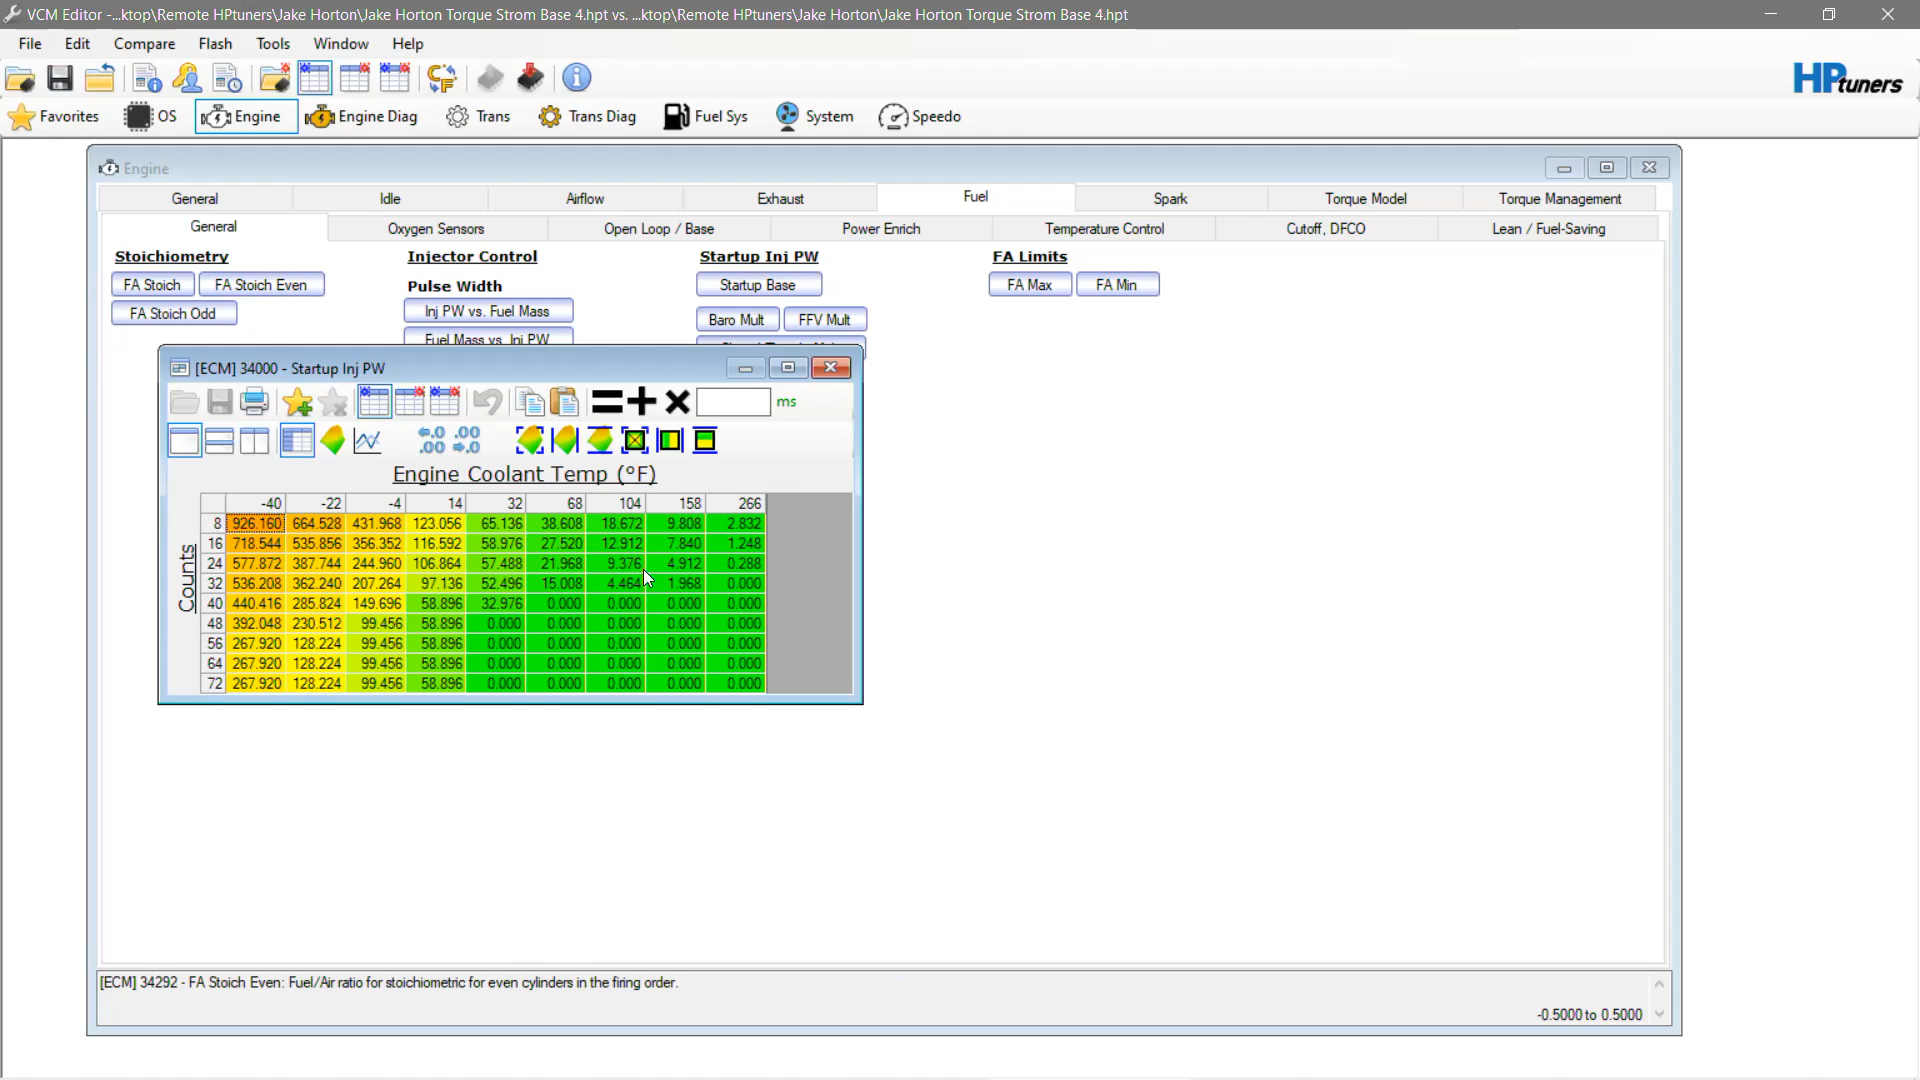 VCM Editor -...ktop\Remote HPtuners\Jake Horton\Jake Horton Torque Strom Base 4.hpt vs. ...ktop\Remote HPtuners\Jake Horton\Jake Horton Torque Strom Base 4.hpt
File Edit Compare Flash Tools Window Help
HPtuners
Favorites OS Engine Engine Diag Trans Trans Diag Fuel Sys System Speedo
Engine
General Idle Airflow Exhaust Fuel Spark Torque Model Torque Management
General Oxygen Sensors Open Loop / Base Power Enrich Temperature Control Cutoff, DFCO Lean / Fuel-Saving
Stoichiometry Injector Control Startup Inj PW FA Limits
FA Stoich FA Stoich Even Pulse Width Startup Base FA Max FA Min
FA Stoich Odd Inj PW vs. Fuel Mass Baro Mult FFV Mult
Fuel Mass vs. Inj PW
[ECM] 34000 - Startup Inj PW
ms
Engine Coolant Temp (°F)
-40 -22 -4 14 32 68 104 158 266
Counts
8 926.160 664.528 431.968 123.056 65.136 38.608 18.672 9.808 2.832
16 718.544 535.856 356.352 116.592 58.976 27.520 12.912 7.840 1.248
24 577.872 387.744 244.960 106.864 57.488 21.968 9.376 4.912 0.288
32 536.208 362.240 207.264 97.136 52.496 15.008 4.464 1.968 0.000
40 440.416 285.824 149.696 58.896 32.976 0.000 0.000 0.000 0.000
48 392.048 230.512 99.456 58.896 0.000 0.000 0.000 0.000 0.000
56 267.920 128.224 99.456 58.896 0.000 0.000 0.000 0.000 0.000
64 267.920 128.224 99.456 58.896 0.000 0.000 0.000 0.000 0.000
72 267.920 128.224 99.456 58.896 0.000 0.000 0.000 0.000 0.000
[ECM] 34292 - FA Stoich Even: Fuel/Air ratio for stoichiometric for even cylinders in the firing order.
-0.5000 to 0.5000